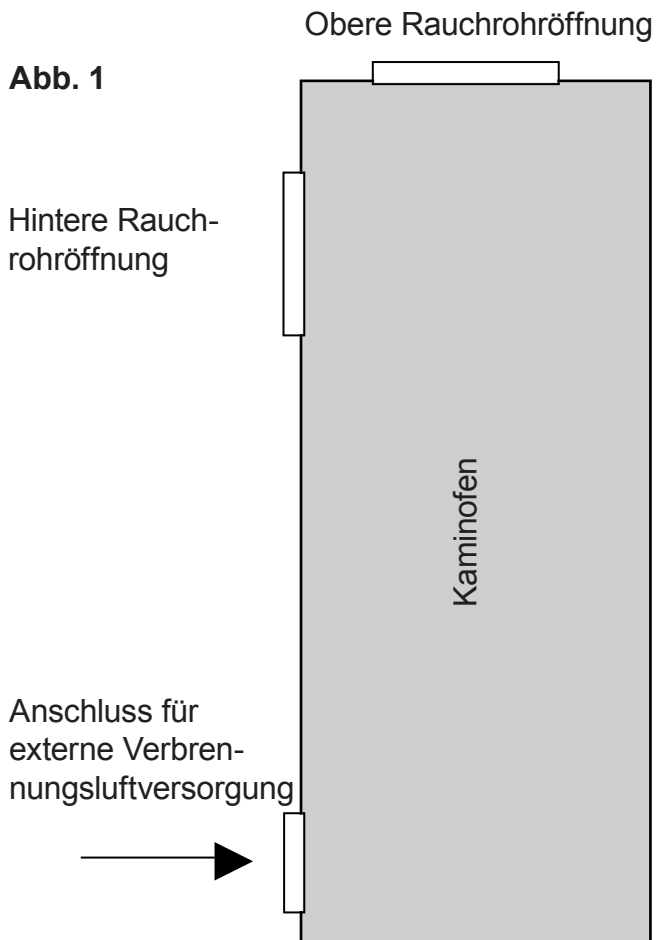 Obere Rauchrohröffnung
Abb. 1
Hintere Rauch-
rohröffnung
Kaminofen
Anschluss für
externe Verbren-
nungsluftversorgung